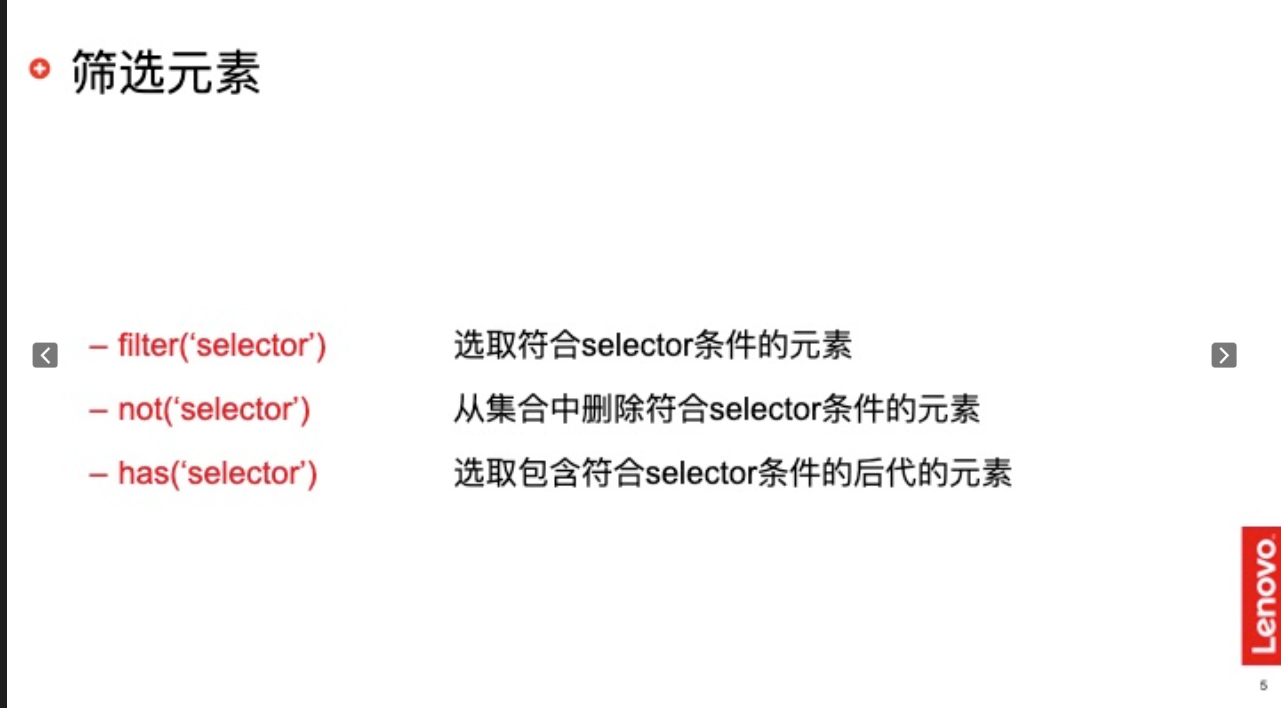 筛选元素
– filter(‘selector’) 选取符合selector条件的元素
– not(‘selector’) 从集合中删除符合selector条件的元素
– has(‘selector’) 选取包含符合selector条件的后代的元素
Lenovo.
5